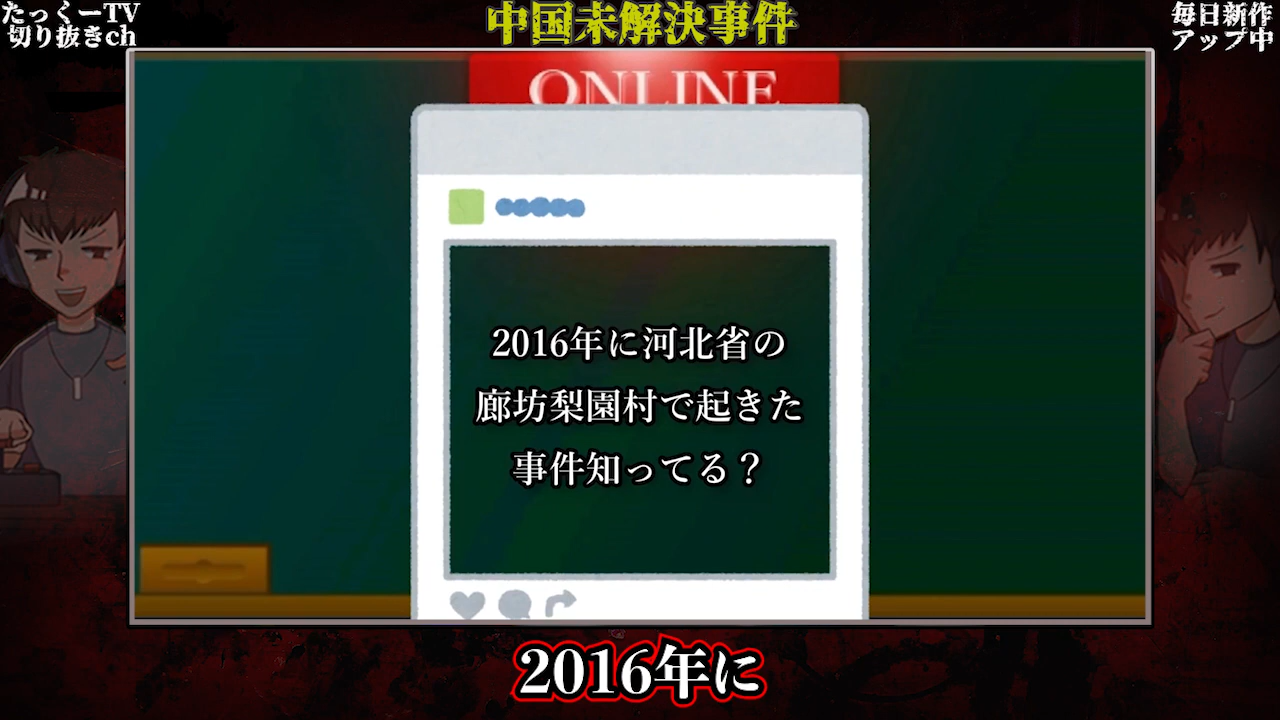 たっくーTV
切り抜きch
中国未解決事件
毎日新作
アップ中
ONLINE
2016年に河北省の
廊坊梨園村で起きた
事件知ってる？
2016年に